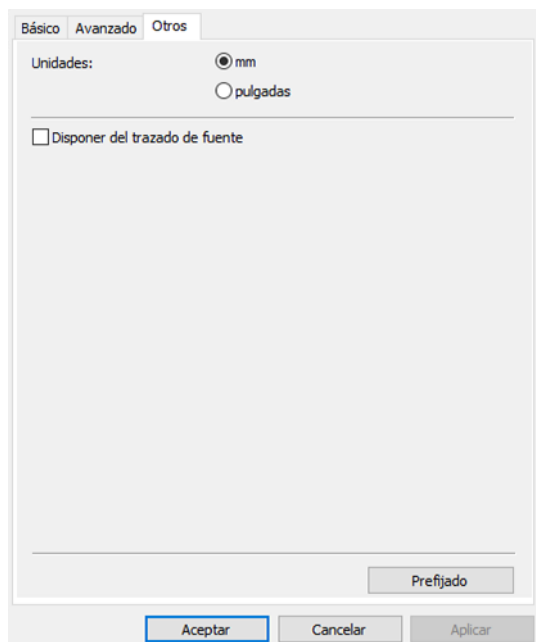 Básico Avanzado Otros
Unidades: mm
pulgadas
Disponer del trazado de fuente
Prefijado
Aceptar Cancelar Aplicar